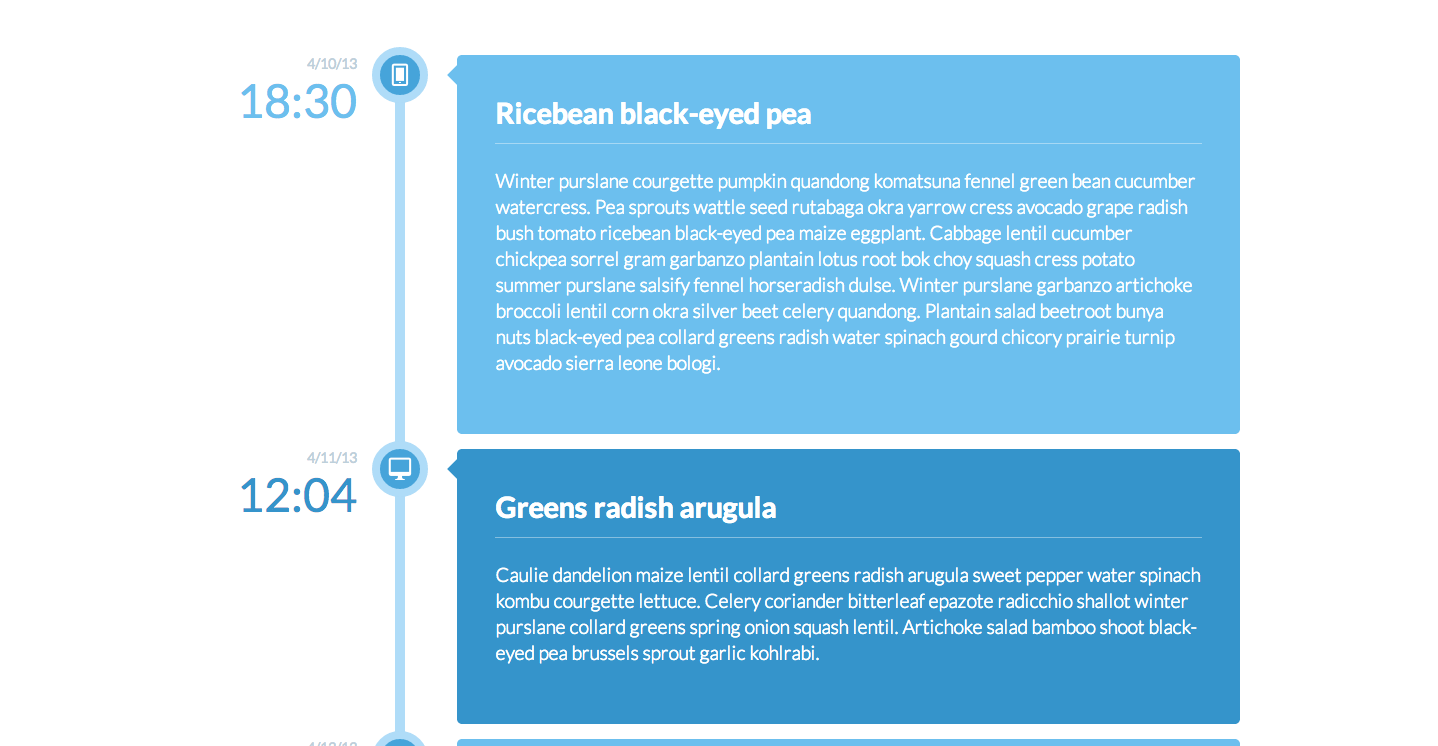 4/10/13
18:30
Ricebean black-eyed pea
Winter purslane courgette pumpkin quandong komatsuna fennel green bean cucumber
watercress. Pea sprouts wattle seed rutabaga okra yarrow cress avocado grape radish
bush tomato ricebean black-eyed pea maize eggplant. Cabbage lentil cucumber
chickpea sorrel gram garbanzo plantain lotus root bok choy squash cress potato
summer purslane salsify fennel horseradish dulse. Winter purslane garbanzo artichoke
broccoli lentil corn okra silver beet celery quandong. Plantain salad beetroot bunya
nuts black-eyed pea collard greens radish water spinach gourd chicory prairie turnip
avocado sierra leone bologi.
4/11/13
12:04
Greens radish arugula
Caulie dandelion maize lentil collard greens radish arugula sweet pepper water spinach
kombu courgette lettuce. Celery coriander bitterleaf epazote radicchio shallot winter
purslane collard greens spring onion squash lentil. Artichoke salad bamboo shoot black-
eyed pea brussels sprout garlic kohlrabi.